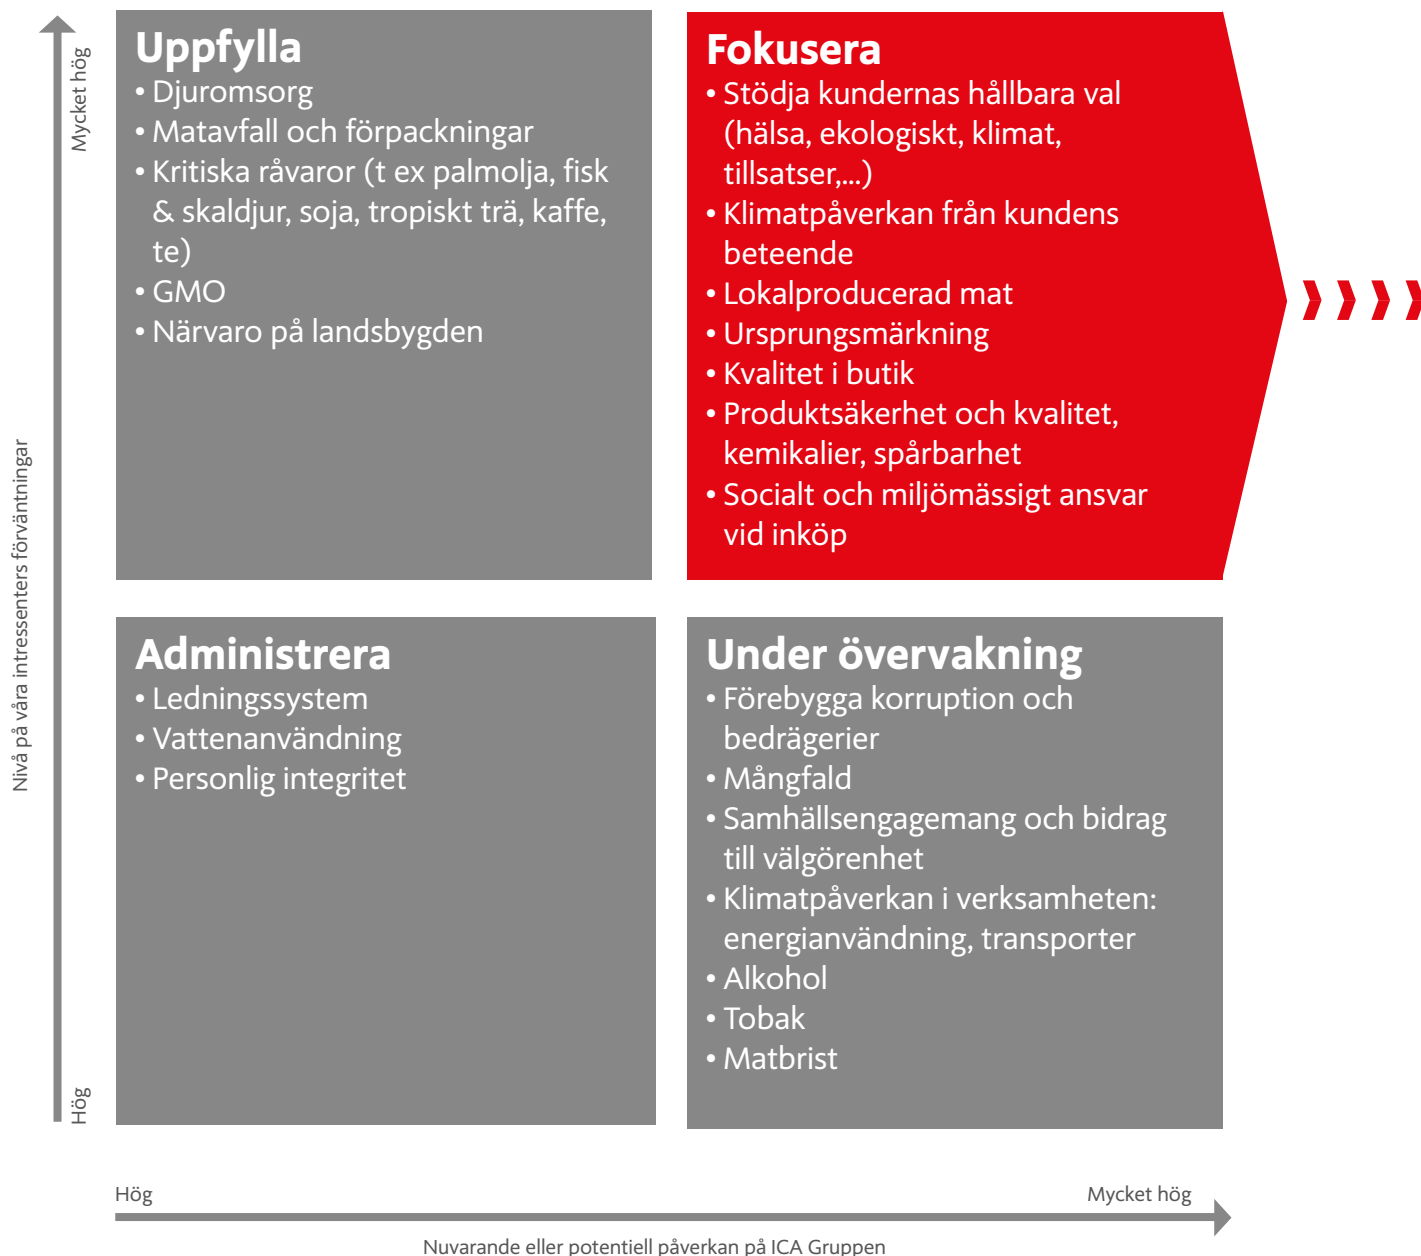 Mycket hög
Nivå på våra intressenters förväntningar
Hög
Uppfylla
• Djuromsorg
• Matavfall och förpackningar
• Kritiska råvaror (t ex palmolja, fisk
& skaldjur, soja, tropiskt trä, kaffe,
te)
• GMO
• Närvaro på landsbygden
Fokusera
• Stödja kundernas hållbara val
(hälsa, ekologiskt, klimat,
tillsatser,...)
• Klimatpåverkan från kundens
beteende
• Lokalproducerad mat
• Ursprungsmärkning
• Kvalitet i butik
• Produktsäkerhet och kvalitet,
kemikalier, spårbarhet
• Socialt och miljömässigt ansvar
vid inköp
Administrera
• Ledningssystem
• Vattenanvändning
• Personlig integritet
Under övervakning
• Förebygga korruption och
bedrägerier
• Mångfald
• Samhällsengagemang och bidrag
till välgörenhet
• Klimatpåverkan i verksamheten:
energianvändning, transporter
• Alkohol
• Tobak
• Matbrist
Hög
Mycket hög
Nuvarande eller potentiell påverkan på ICA Gruppen